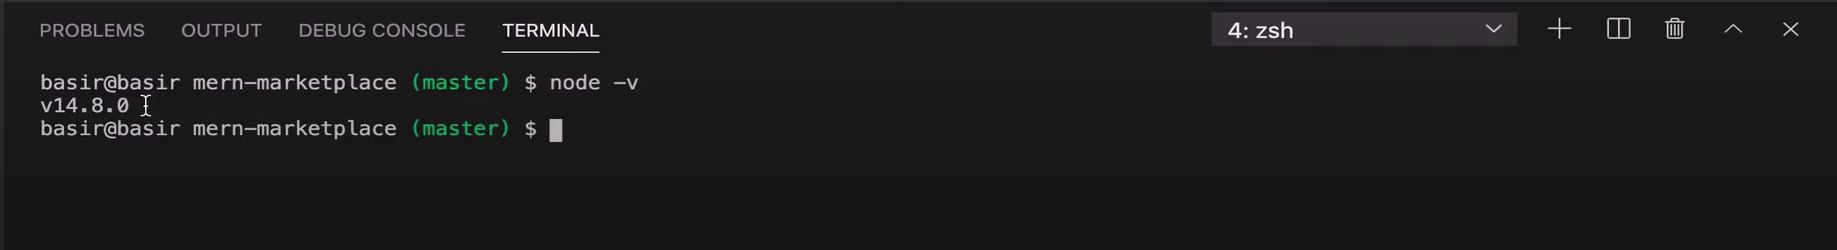 PROBLEMS OUTPUT DEBUG CONSOLE TERMINAL 4: zsh
basir@basir mern-marketplace (master) $ node -v
v14.8.0
basir@basir mern-marketplace (master) $